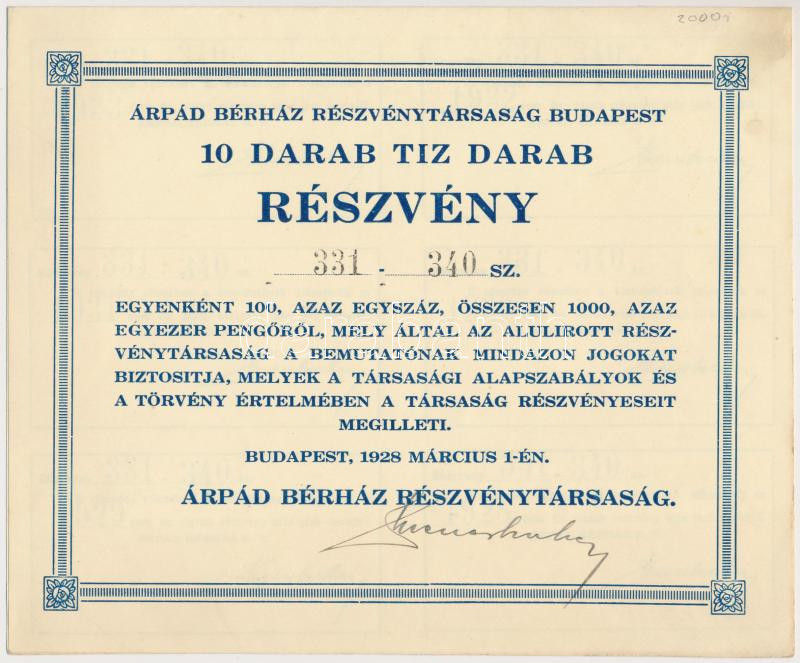 20001
ÁRPÁD BÉRHÁZ RÉSZVÉNYTÁRSASÁG BUDAPEST
10 DARAB TIZ DARAB
RÉSZVÉNY
331 - 340 SZ.
EGYENKÉNT 100, AZAZ EGYSZÁZ, ÖSSZESEN 1000, AZAZ
EGYEZER PENGŐRŐL, MELY ÁLTAL AZ ALULIROTT RÉSZ-
VÉNYTÁRSASÁG A BEMUTATÓNAK MINDAZON JOGOKAT
BIZTOSITJA, MELYEK A TÁRSASÁGI ALAPSZABÁLYOK ÉS
A TÖRVÉNY ÉRTELMÉBEN A TÁRSASÁG RÉSZVÉNYESEIT
MEGILLETI.
BUDAPEST, 1928 MÁRCIUS 1-ÉN.
ÁRPÁD BÉRHÁZ RÉSZVÉNYTÁRSASÁG.